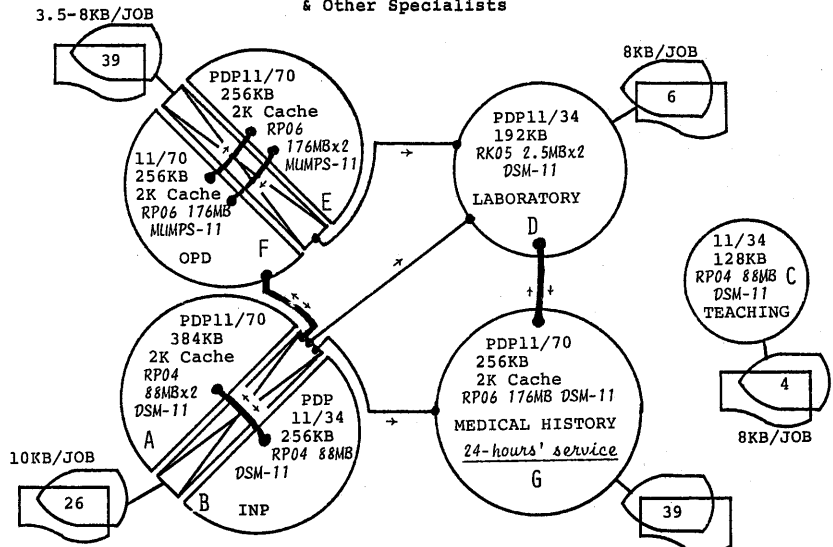 & Other Specialists
3.5-8KB/JOB
39
PDP11/70
256KB
2K Cache
RP06
176MBx2
MUMPS-11
E
11/70
256KB
2K Cache
RP06 176MB
MUMPS-11
F
OPD
PDP11/34
192KB
RK05 2.5MBx2
DSM-11
LABORATORY
D
8KB/JOB
6
11/34
128KB
RP04 88MB C
DSM-11
TEACHING
4
8KB/JOB
PDP11/70
384KB
2K Cache
RP04
88MBx2
DSM-11
A
PDP
11/34
256KB
RP04 88MB
DSM-11
B
INP
10KB/JOB
26
PDP11/70
256KB
2K Cache
RP06 176MB DSM-11
MEDICAL HISTORY
24-hours' service
G
39